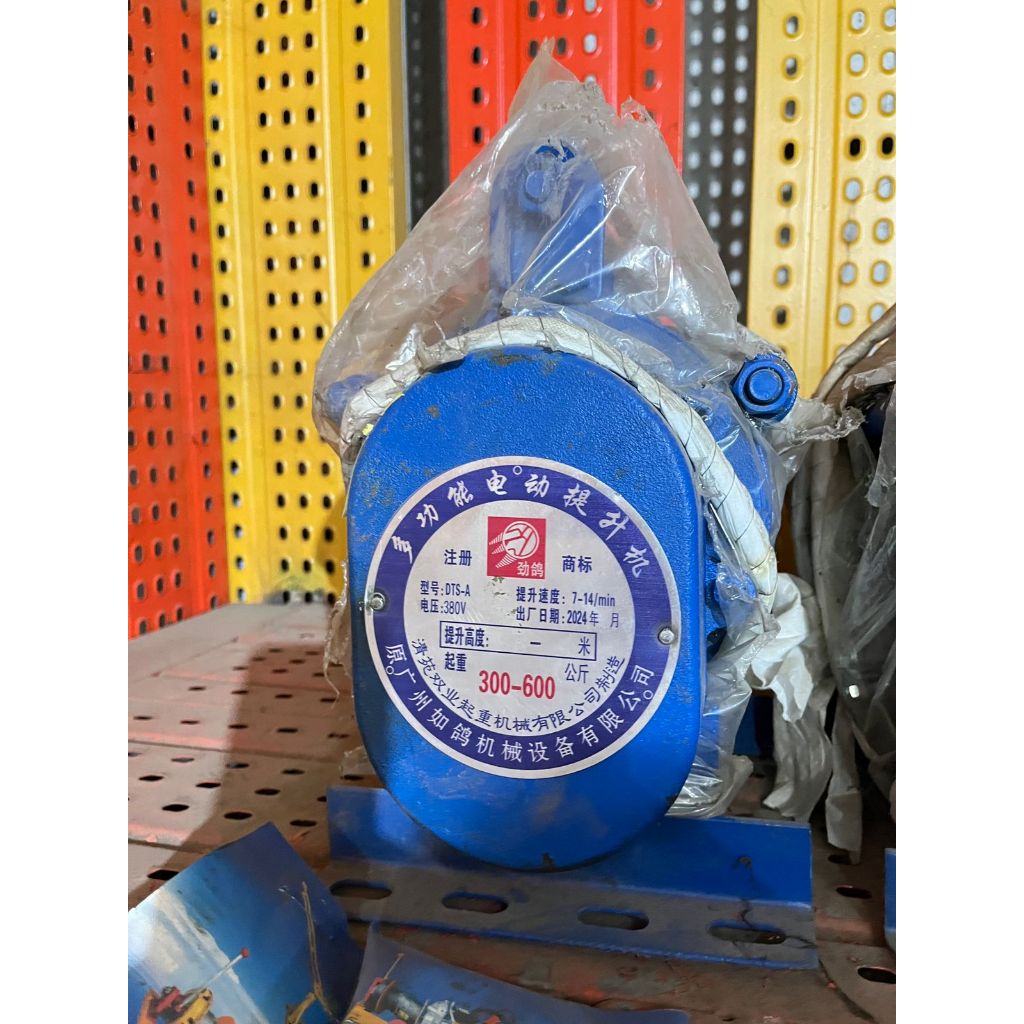 多功能电动提升机
注册 劲鸽 商标
型号:DTS-A 提升速度:7-14/min
电压:380V 出厂日期:2024年 月
提升高度: — 米
起重 300-600 公斤
清苑双业起重机械有限公司制造
原。广州如鸽机械设备有限公司